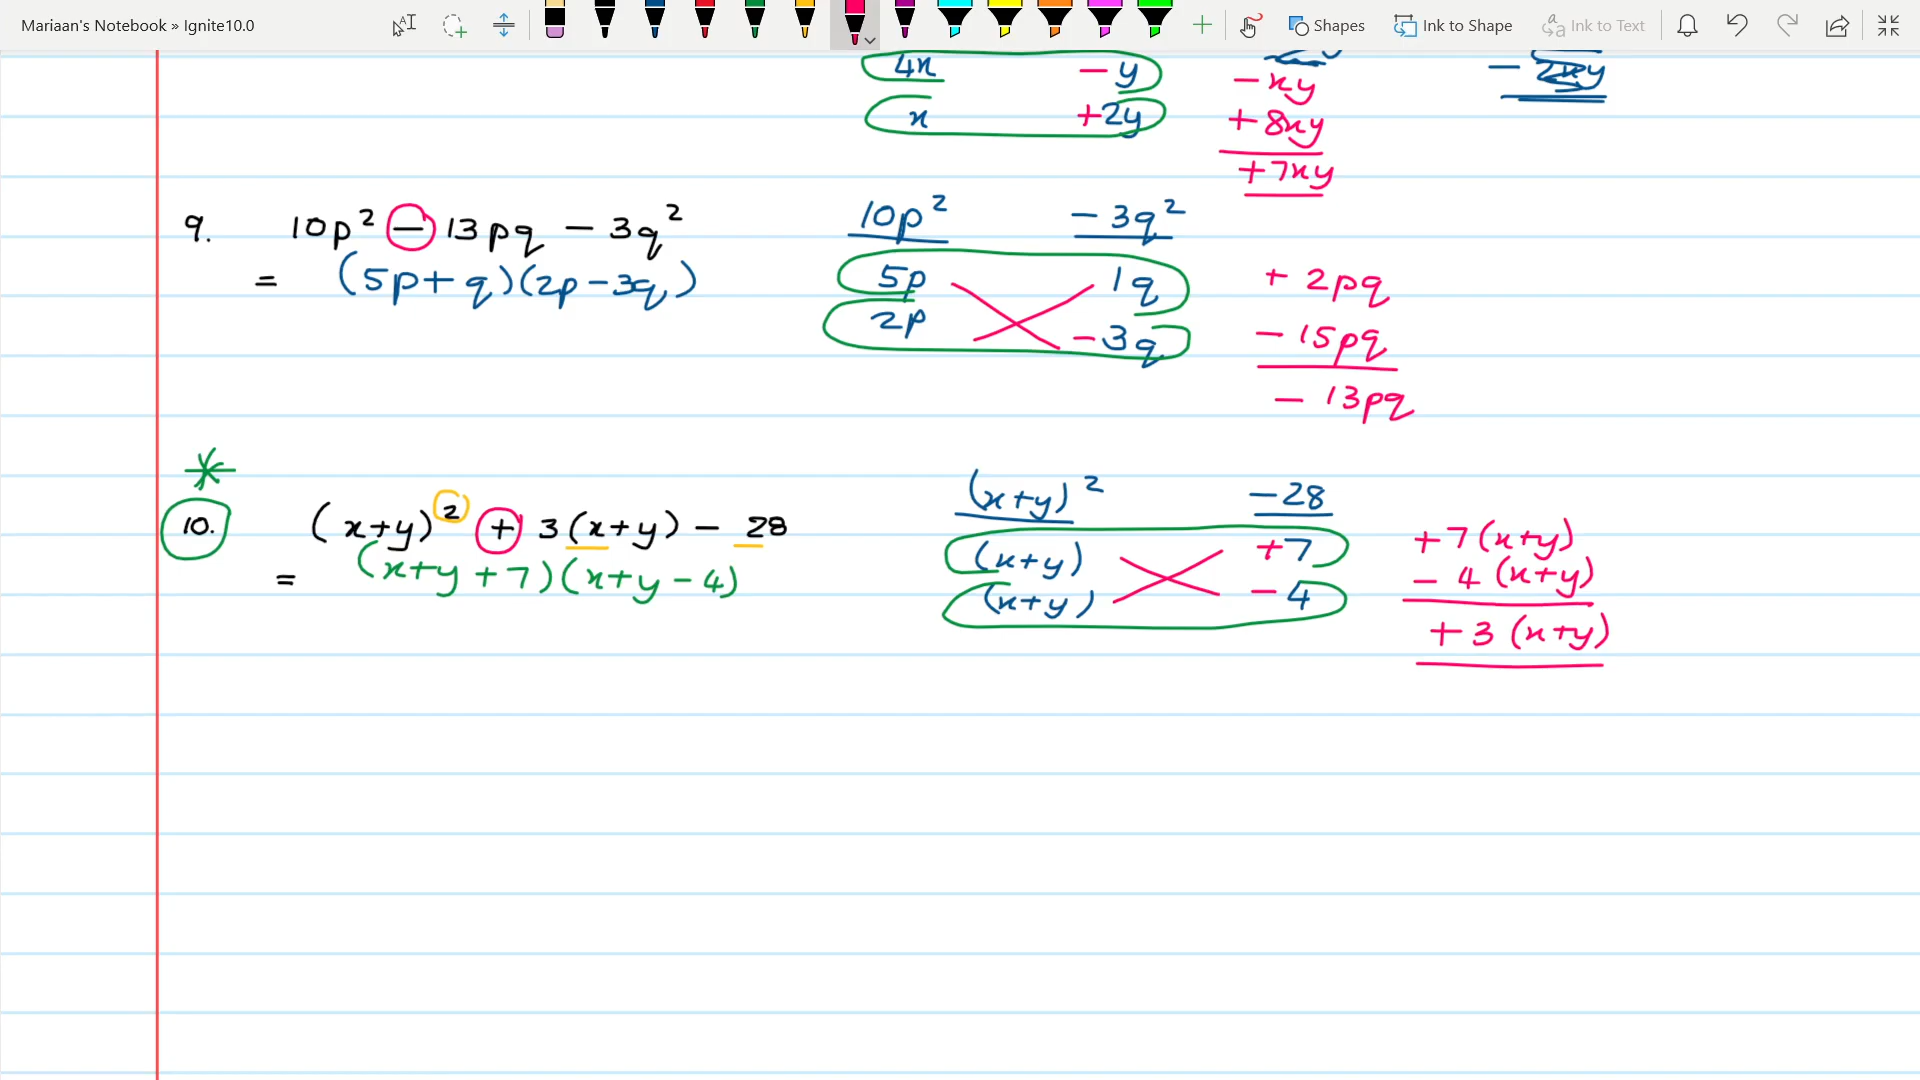 Mariaan's Notebook » Ignite10.0
Shapes
Ink to Shape
Ink to Text
4x - y
x +2y
- xy
+ 8xy
+7xy
- 2xy
9. 10p² - 13pq - 3q²
= (5p+q)(2p-3q)
10p² - 3q²
5p 1q
2p - 3q
+ 2pq
- 15pq
- 13pq
*
10. (x+y)² + 3(x+y) - 28
= (x+y+7)(x+y-4)
(x+y)² -28
(x+y) +7
(x+y) - 4
+7(x+y)
- 4(x+y)
+3(x+y)